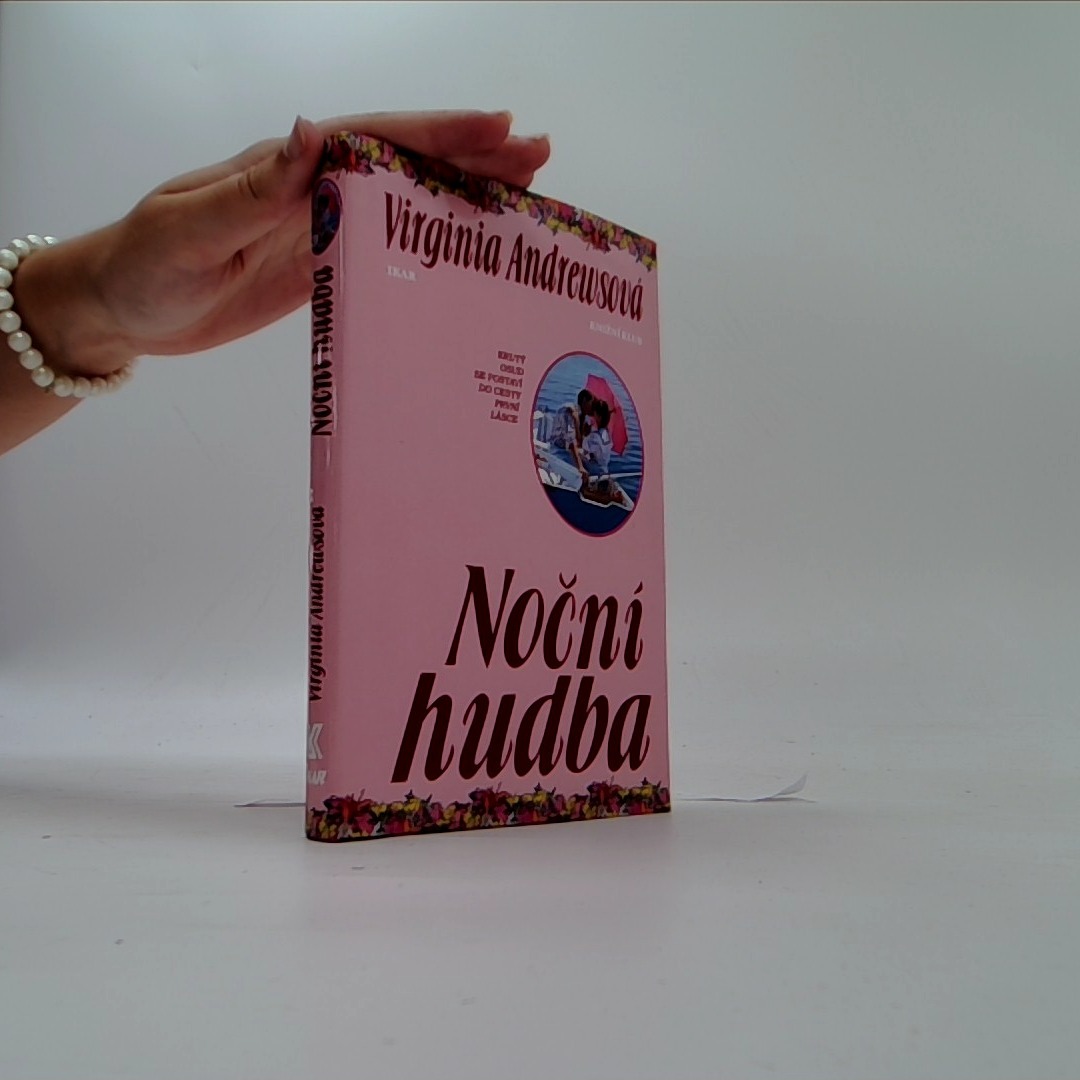 Virginia Andrewsová
IKAR
KNIŽNÍ KLUB
KRUTÝ
OSUD
SE POSTAVÍ
DO CESTY
PRVNÍ
LÁSCE
Noční
hudba
Noční hudba
Virginia Andrewsová
IKAR